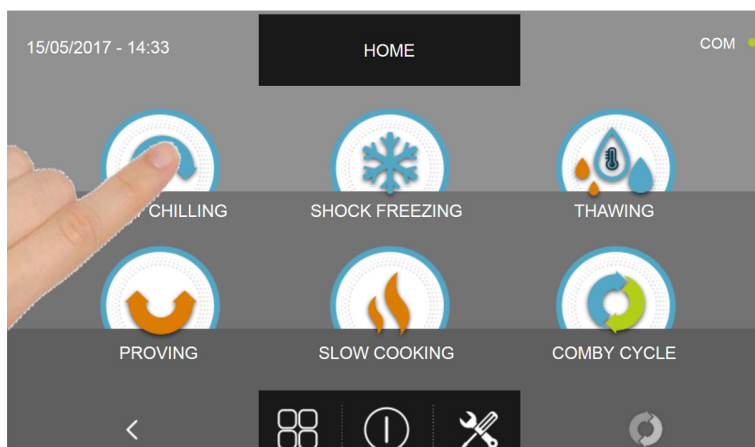 15/05/2017 - 14:33
HOME
COM
CHILLING
SHOCK FREEZING
THAWING
PROVING
SLOW COOKING
COMBY CYCLE